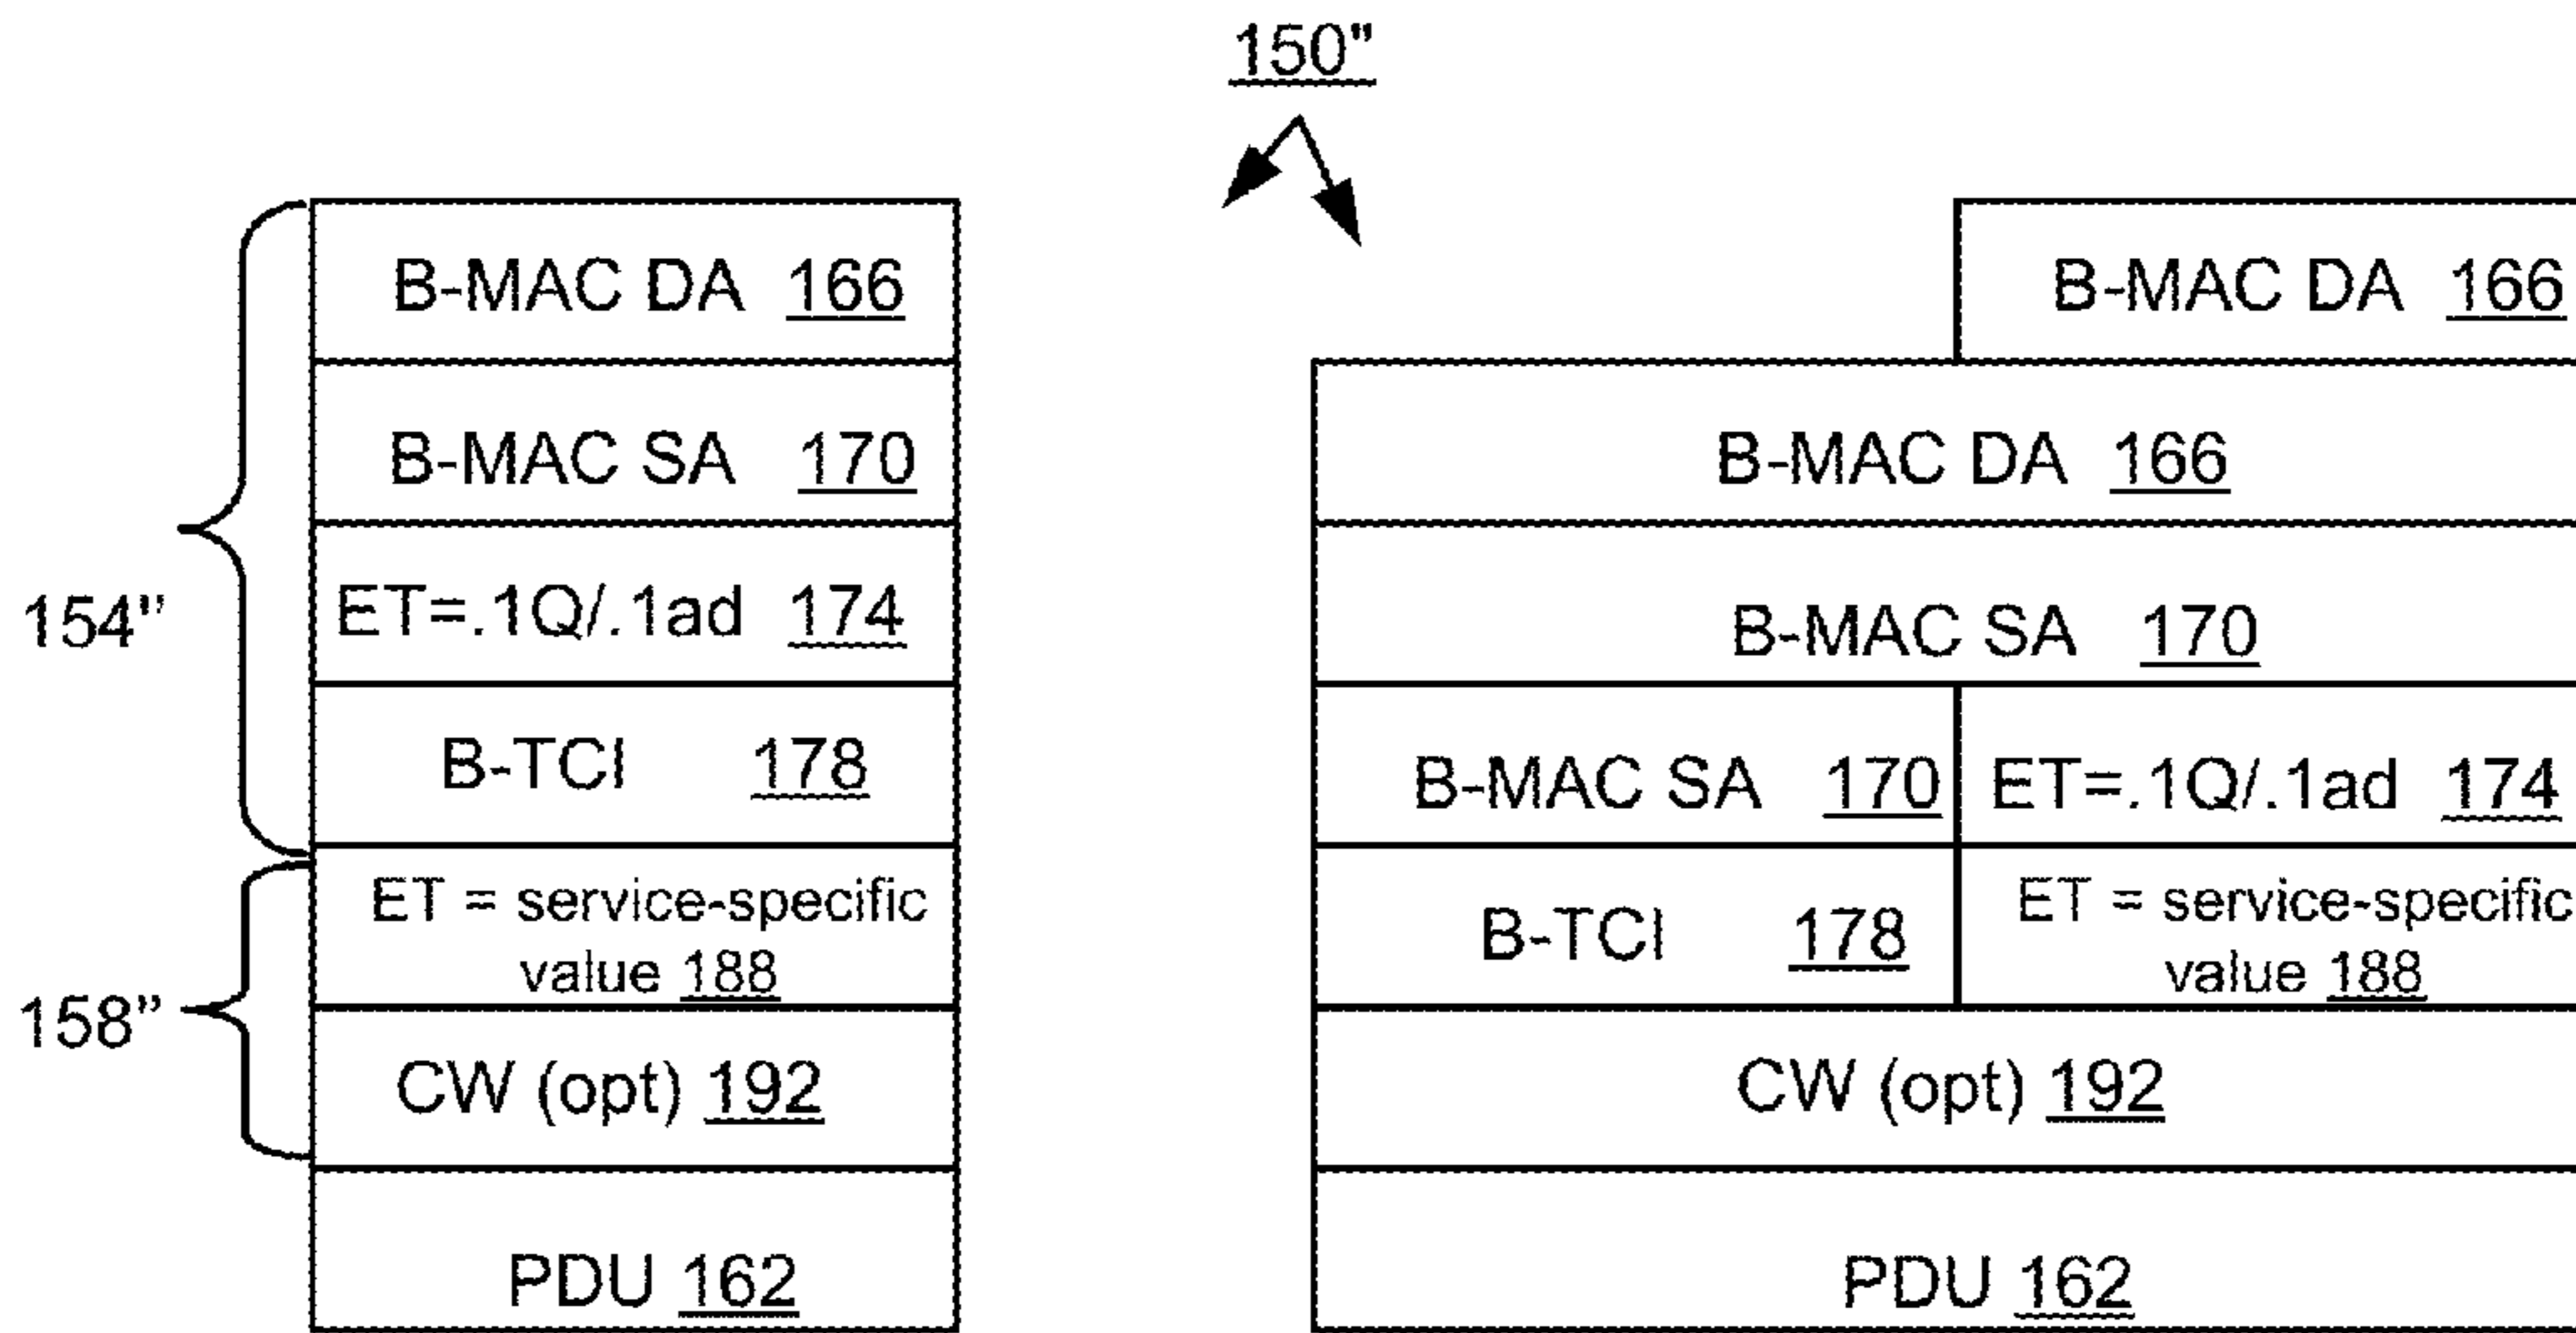 150"
B-MAC DA 166
B-MAC SA 170
ET=.1Q/.1ad 174
B-TCI 178
ET = service-specific
value 188
CW (opt) 192
PDU 162
154”
158”
B-MAC DA 166
B-MAC DA 166
B-MAC SA 170
B-MAC SA 170
ET=.1Q/.1ad 174
B-TCI 178
ET = service-specific
value 188
CW (opt) 192
PDU 162